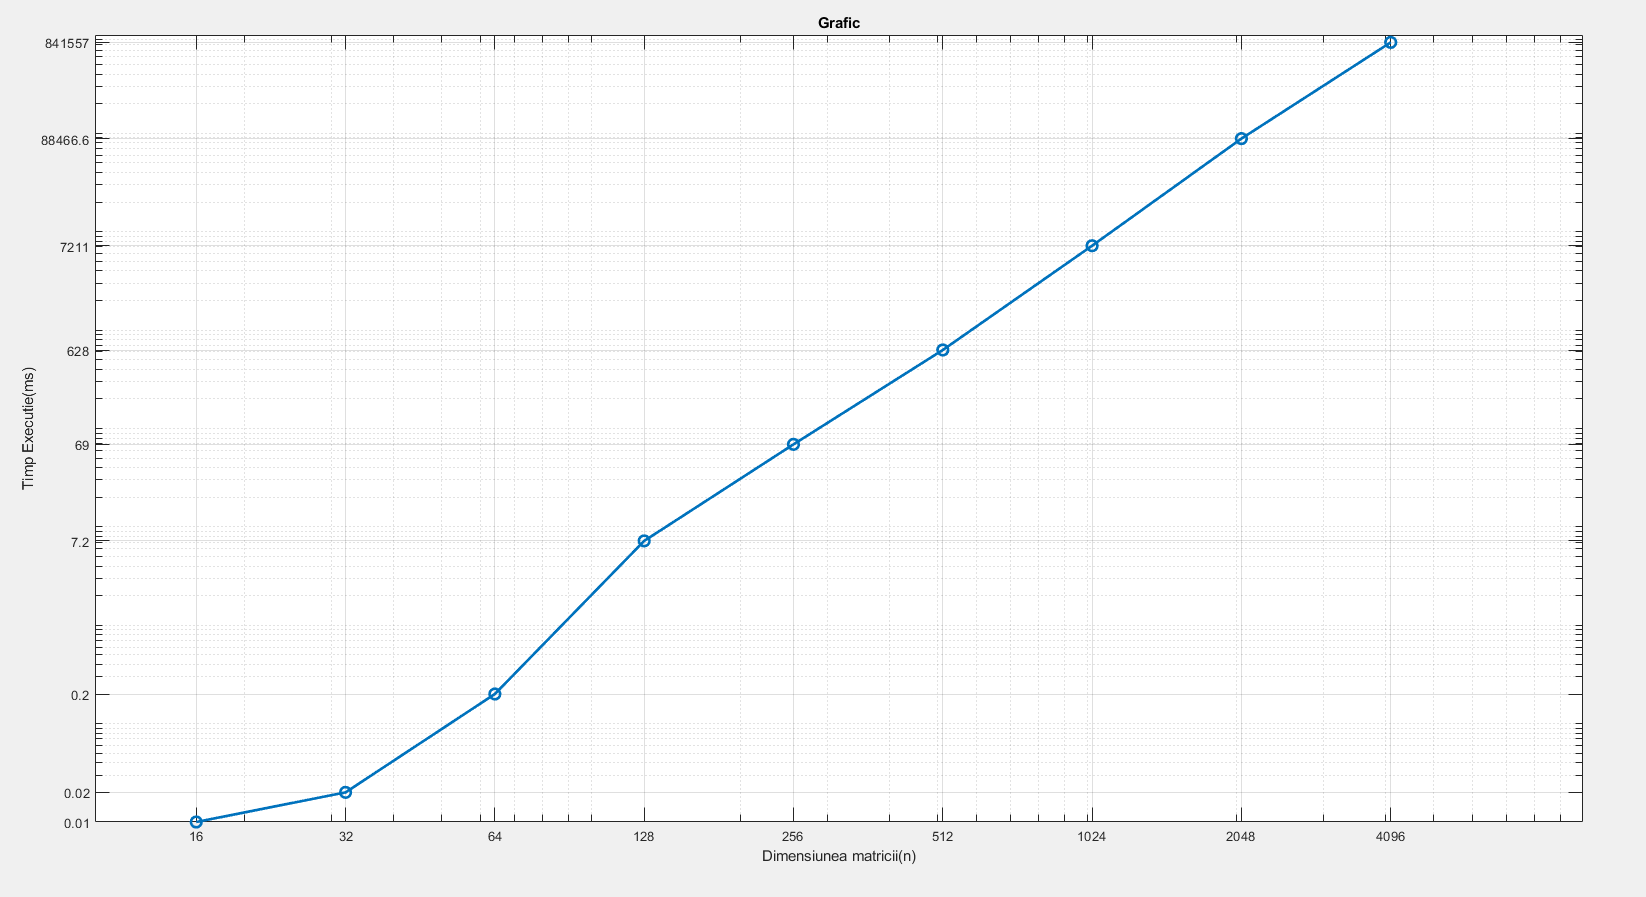 Grafic
841557
88466.6
7211
628
69
7.2
0.2
0.02
0.01
Timp Executie(ms)
16 32 64 128 256 512 1024 2048 4096
Dimensiunea matricii(n)